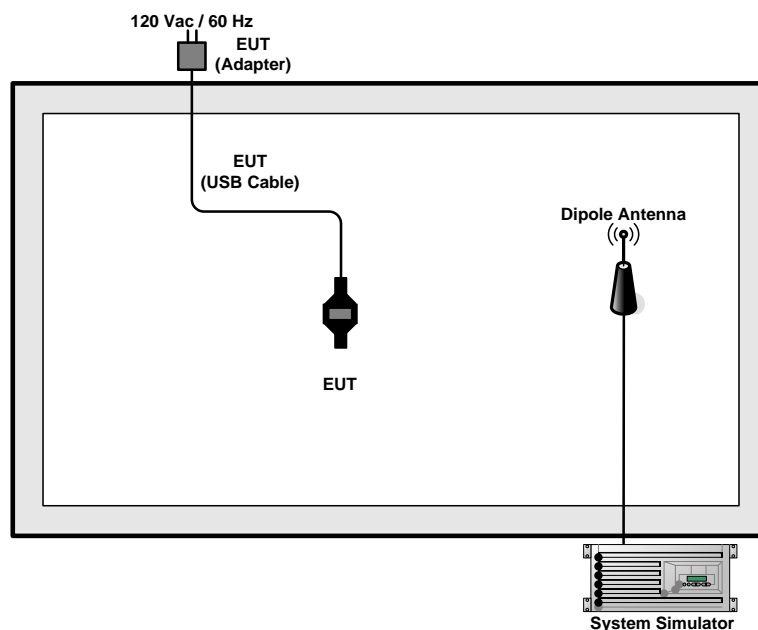 120 Vac / 60 Hz
EUT
(Adapter)
EUT
(USB Cable)
Dipole Antenna
EUT
System Simulator